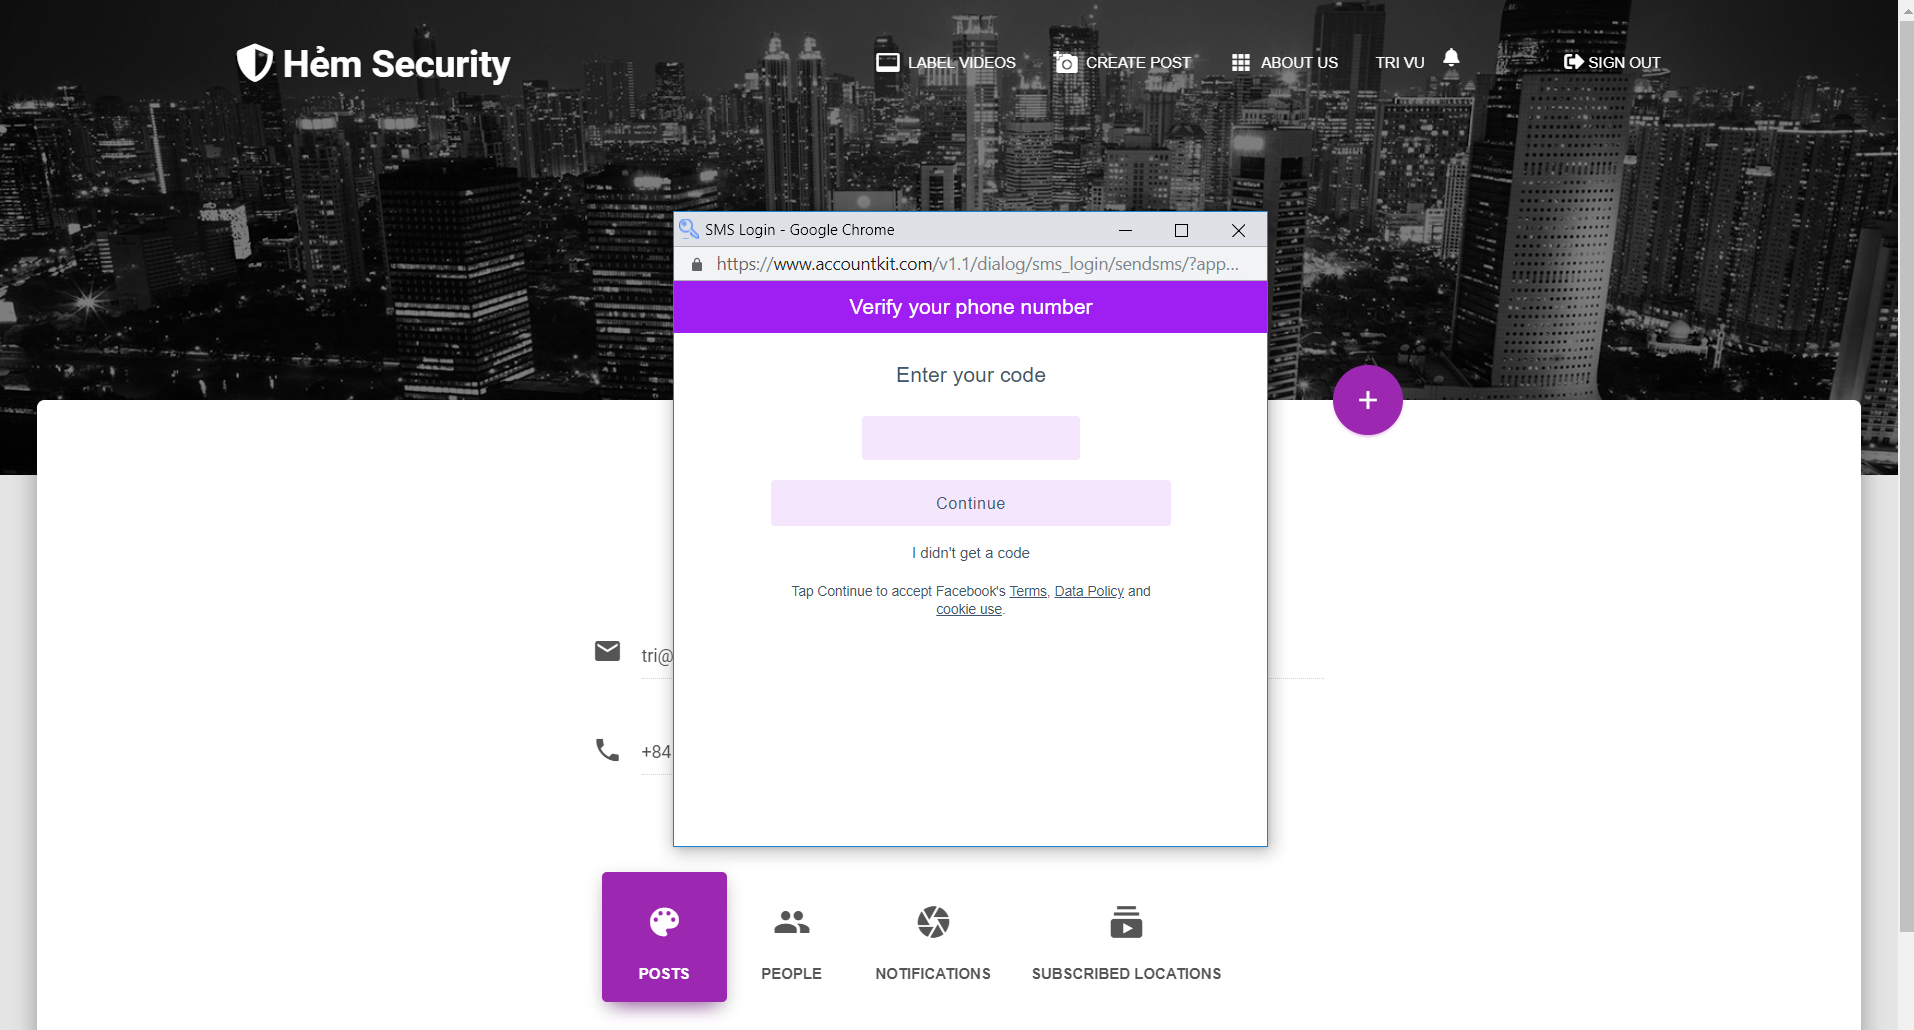 Hẻm Security
LABEL VIDEOS
CREATE POST
ABOUT US
TRI VU
SIGN OUT
SMS Login - Google Chrome
https://www.accountkit.com/v1.1/dialog/sms_login/sendsms/?app...
Verify your phone number
Enter your code
Continue
I didn't get a code
Tap Continue to accept Facebook's Terms, Data Policy and
cookie use.
tri@
+84
POSTS
PEOPLE
NOTIFICATIONS
SUBSCRIBED LOCATIONS